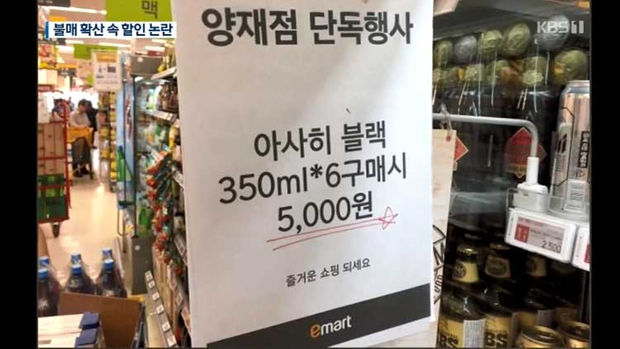 불매 확산 속 할인 논란
KBS 1
양재점 단독행사
아사히 블랙
350ml*6구매시
5,000원
즐거운 쇼핑 되세요
emart
2,500